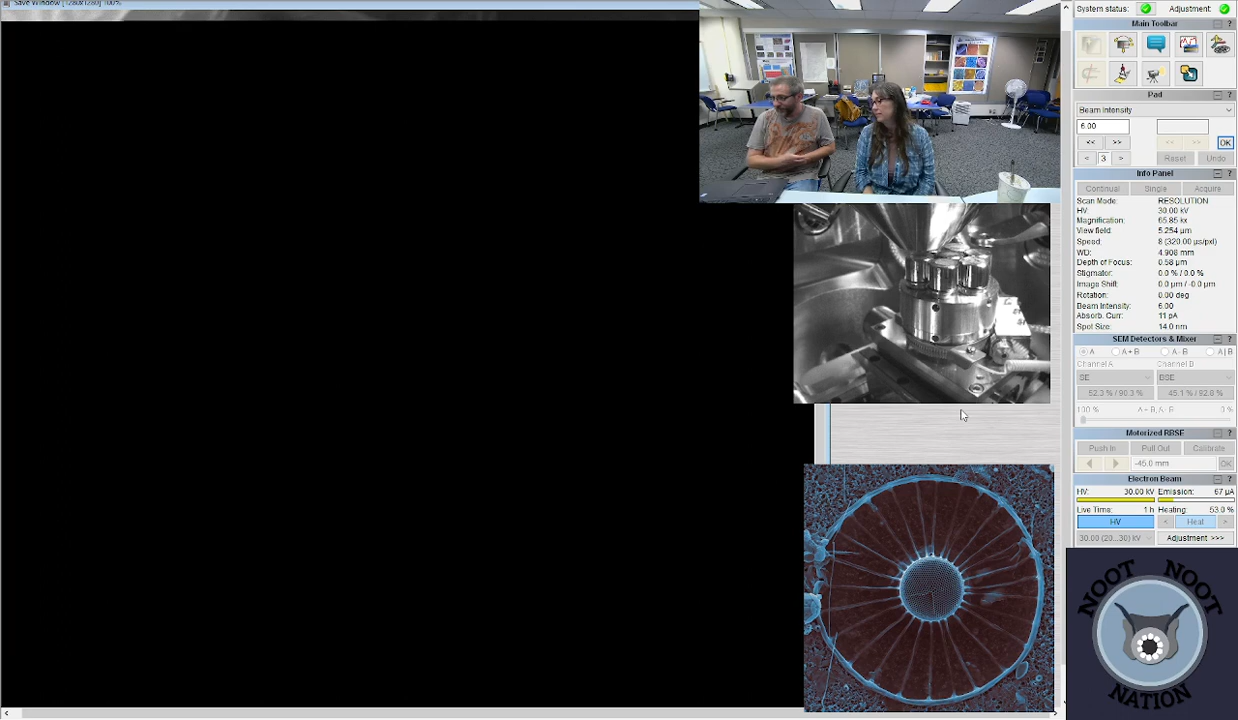 Save Window [1280x1280] 100%
System status:
Adjustment:
Main Toolbar
?
Pad
?
Beam Intensity
6.00
<< >> << >> OK
< 3 > Reset Undo
Info Panel
?
Continual Single Acquire
Scan Mode: RESOLUTION
HV: 30.00 kV
Magnification: 65.85 kx
View field: 5.254 µm
Speed: 8 (320.00 µs/pxl)
WD: 4.908 mm
Depth of Focus: 0.58 µm
Stigmator: 0.0 % / 0.0 %
Image Shift: 0.0 µm / -0.0 µm
Rotation: 0.00 deg
Beam Intensity: 6.00
Absorb. Curr: 11 pA
Spot Size: 14.0 nm
SEM Detectors & Mixer
?
A A + B A - B A | B
Channel A Channel B
SE BSE
52.3 % / 90.3 % 45.1 % / 92.8 %
100 % A + B, A - B 0 %
Motorized RBSE
?
Push In Pull Out Calibrate
-45.0 mm OK
Electron Beam
?
HV: 30.00 kV Emission: 67 µA
Live Time: 1 h Heating: 53.0 %
HV < Heat >
30.00 (20...30) kV Adjustment >>>
NOOT NOOT
NATION